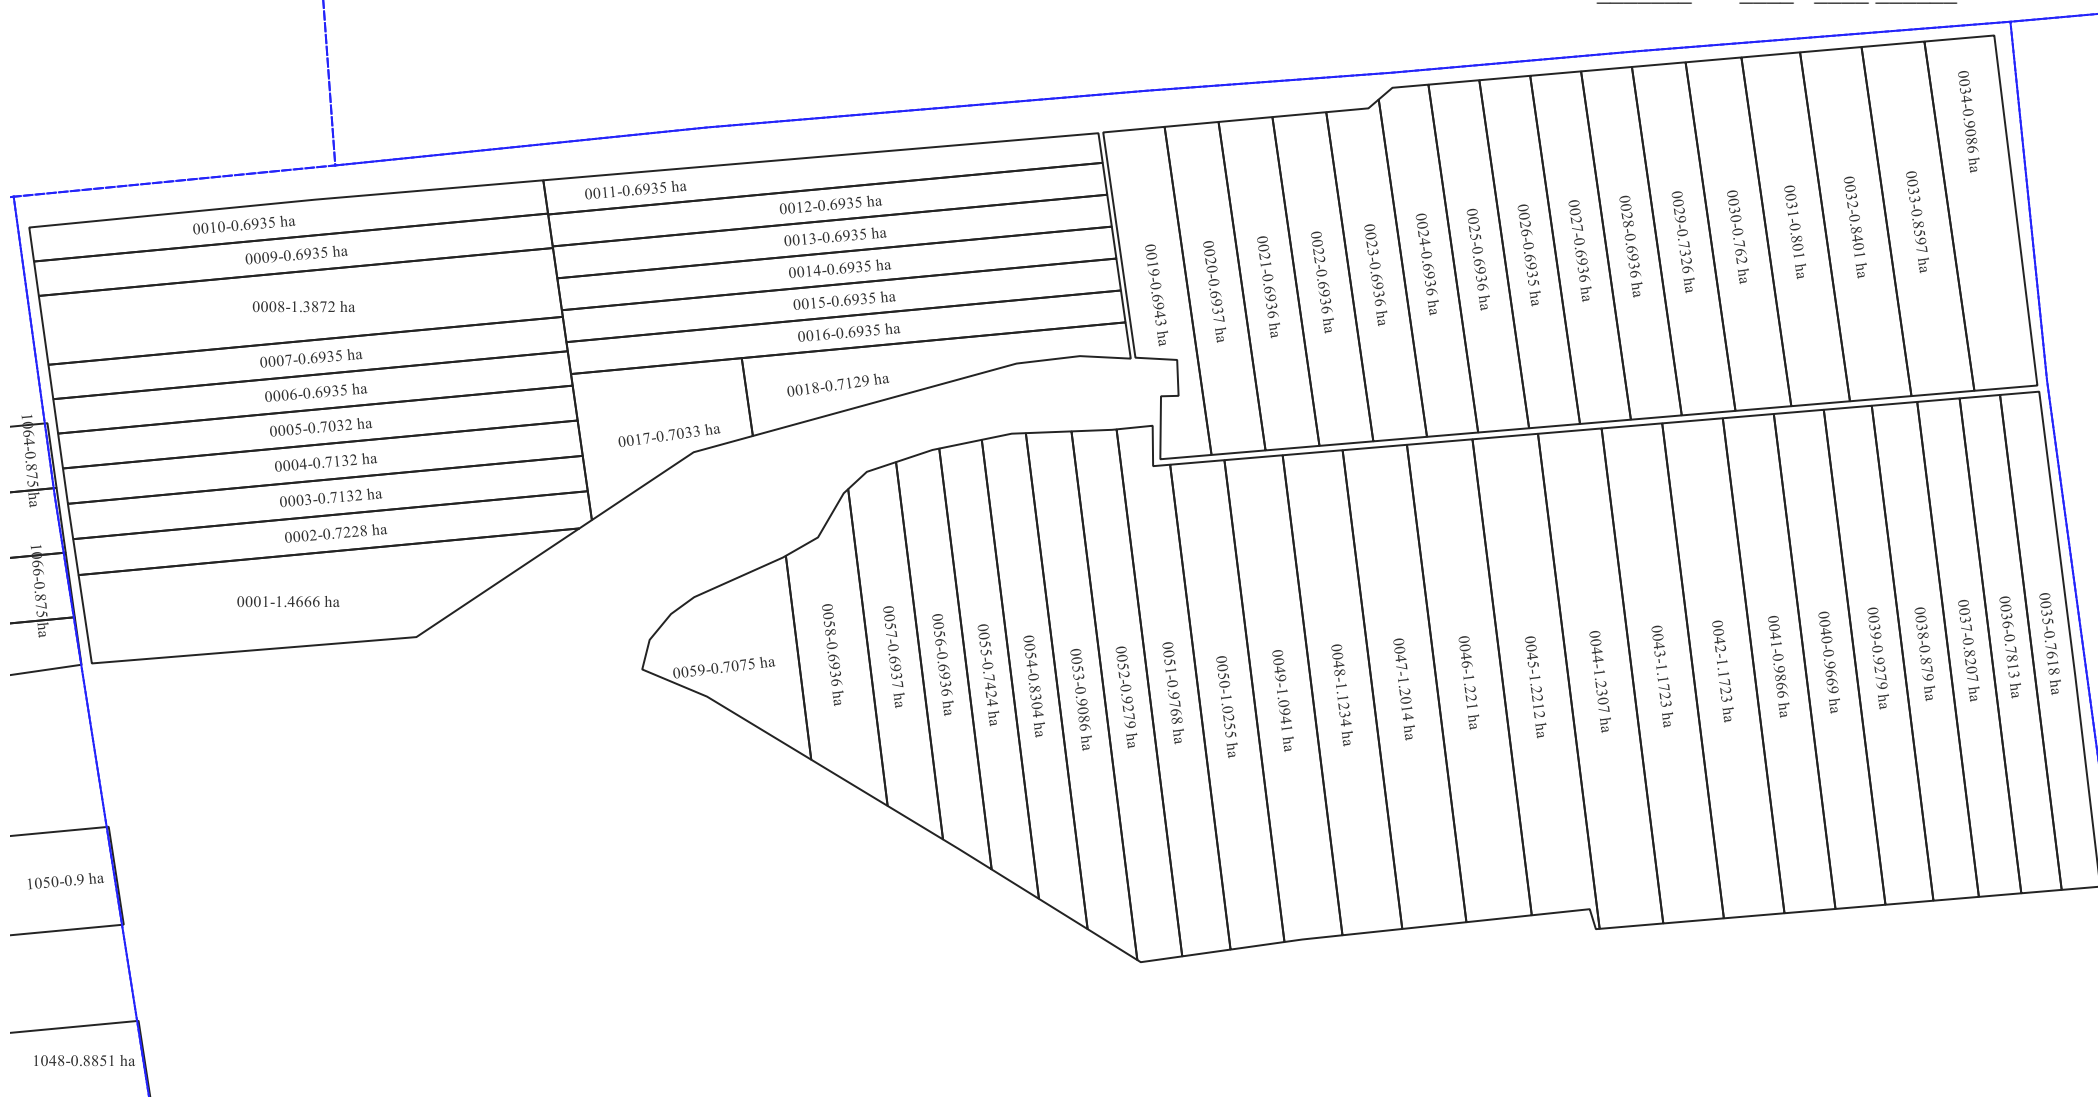 0010-0.6935 ha
0009-0.6935 ha
0008-1.3872 ha
0007-0.6935 ha
0006-0.6935 ha
0005-0.7032 ha
0004-0.7132 ha
0003-0.7132 ha
0002-0.7228 ha
0001-1.4666 ha
0011-0.6935 ha
0012-0.6935 ha
0013-0.6935 ha
0014-0.6935 ha
0015-0.6935 ha
0016-0.6935 ha
0017-0.7033 ha
0018-0.7129 ha
0019-0.6943 ha
0020-0.6937 ha
0021-0.6936 ha
0022-0.6936 ha
0023-0.6936 ha
0024-0.6936 ha
0025-0.6936 ha
0026-0.6935 ha
0027-0.6936 ha
0028-0.6936 ha
0029-0.7326 ha
0030-0.762 ha
0031-0.801 ha
0032-0.8401 ha
0033-0.8597 ha
0034-0.9086 ha
0059-0.7075 ha
0058-0.6936 ha
0057-0.6937 ha
0056-0.6936 ha
0055-0.7424 ha
0054-0.8304 ha
0053-0.9086 ha
0052-0.9279 ha
0051-0.9768 ha
0050-1.0255 ha
0049-1.0941 ha
0048-1.1234 ha
0047-1.2014 ha
0046-1.221 ha
0045-1.2212 ha
0044-1.2307 ha
0043-1.1723 ha
0042-1.1723 ha
0041-0.9866 ha
0040-0.9669 ha
0039-0.9279 ha
0038-0.879 ha
0037-0.8207 ha
0036-0.7813 ha
0035-0.7618 ha
1064-0.875 ha
1066-0.875 ha
1050-0.9 ha
1048-0.8851 ha